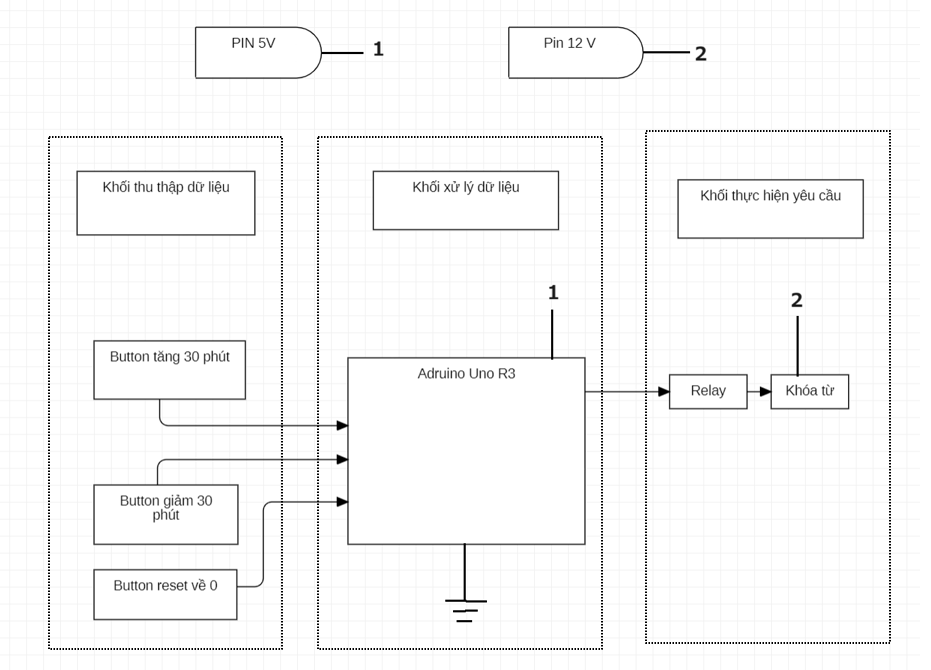 PIN 5V
1
Pin 12 V
2
Khối thu thập dữ liệu
Khối xử lý dữ liệu
Khối thực hiện yêu cầu
1
2
Button tăng 30 phút
Adruino Uno R3
Relay
Khóa từ
Button giảm 30
phút
Button reset về 0